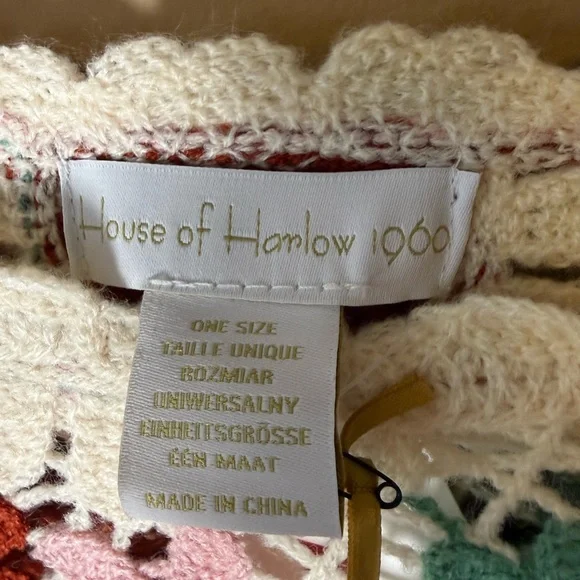 House of Harlow 1960
ONE SIZE
TAILLE UNIQUE
ROZMIAR
UNIWERSALNY
EINHEITSGRÖSSE
ÉÉN MAAT
MADE IN CHINA